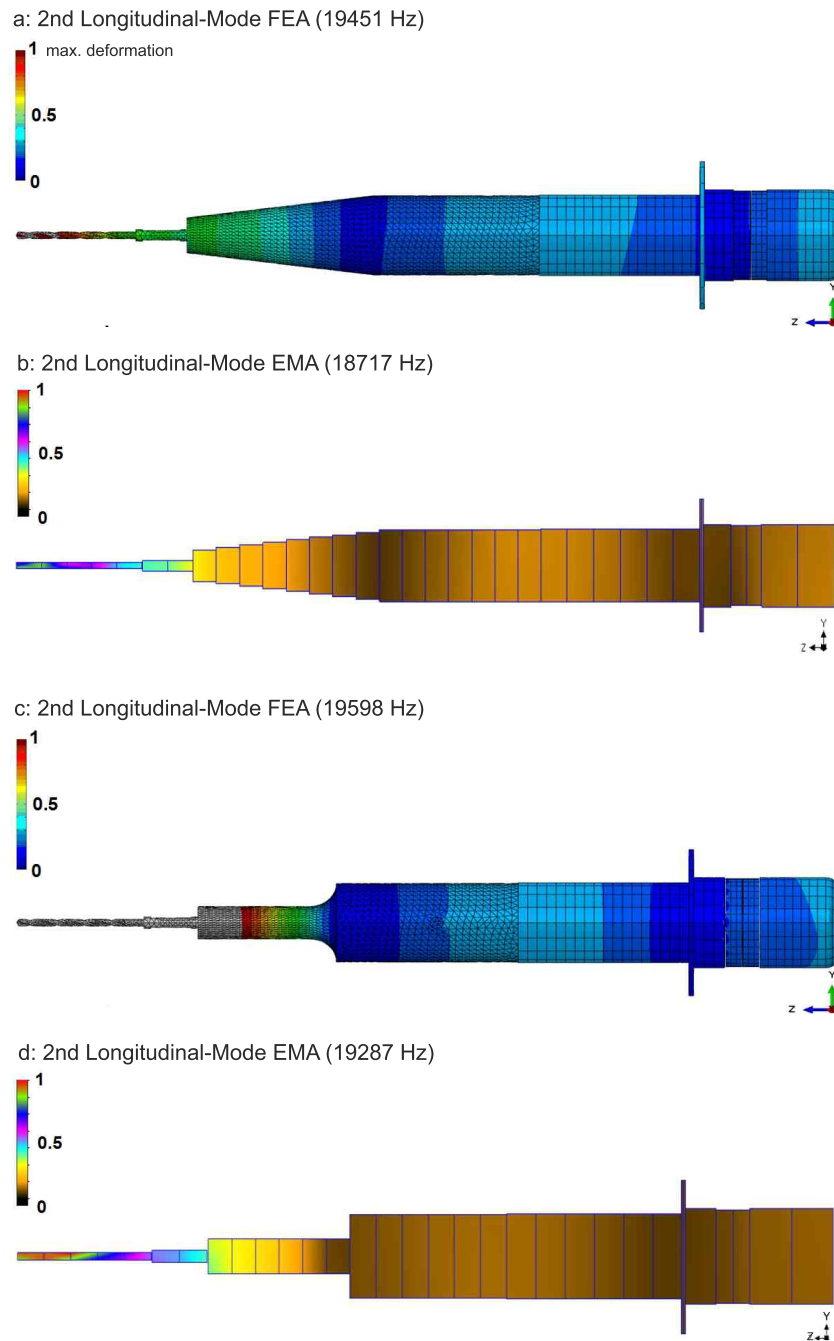 a: 2nd Longitudinal-Mode FEA (19451 Hz)
1 max. deformation
0.5
0
Y
Z
b: 2nd Longitudinal-Mode EMA (18717 Hz)
1
0.5
0
Y
Z
c: 2nd Longitudinal-Mode FEA (19598 Hz)
1
0.5
0
Y
Z
d: 2nd Longitudinal-Mode EMA (19287 Hz)
1
0.5
0
Y
Z